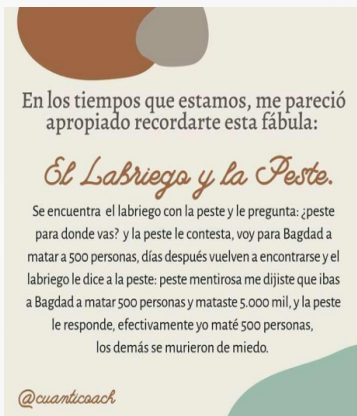 En los tiempos que estamos, me pareció
apropiado recordarte esta fábula:
El Labriego y la Peste.
Se encuentra el labriego con la peste y le pregunta: ¿peste
para donde vas? y la peste le contesta, voy para Bagdad a
matar a 500 personas, días después vuelven a encontrarse y el
labriego le dice a la peste: peste mentirosa me dijiste que ibas
a Bagdad a matar 500 personas y mataste 5.000 mil, y la peste
le responde, efectivamente yo maté 500 personas,
los demás se murieron de miedo.
@cuanticoach